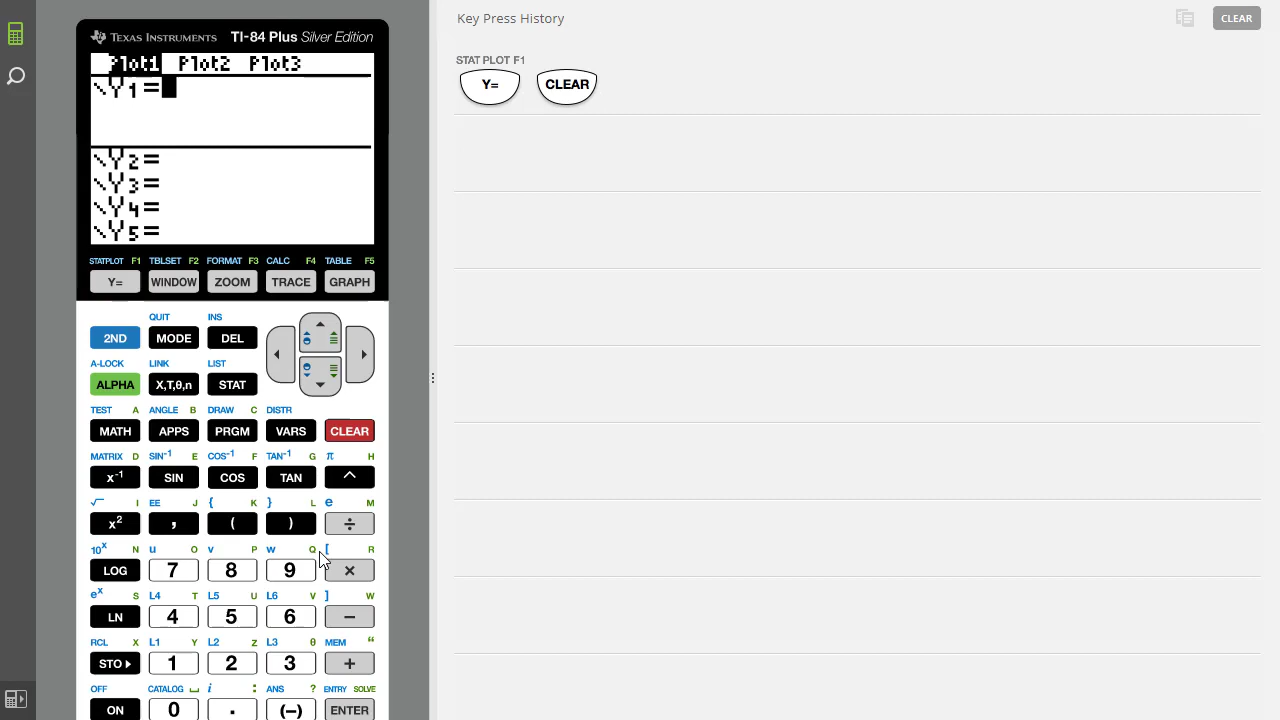 Key Press History
CLEAR
TEXAS INSTRUMENTS TI-84 Plus Silver Edition
Plot1 Plot2 Plot3
\Y1=
\Y2=
\Y3=
\Y4=
\Y5=
STAT PLOT F1
Y= CLEAR
STATPLOT F1 TBLSET F2 FORMAT F3 CALC F4 TABLE F5
Y= WINDOW ZOOM TRACE GRAPH
QUIT INS
2ND MODE DEL
A-LOCK LINK LIST
ALPHA X,T,θ,n STAT
TEST A ANGLE B DRAW C DISTR
MATH APPS PRGM VARS CLEAR
MATRIX D SIN⁻¹ E COS⁻¹ F TAN⁻¹ G π H
x⁻¹ SIN COS TAN ^
√ I EE J { K } L e M
x² , ( ) ÷
10ˣ N u O v P w Q [ R
LOG 7 8 9 ×
eˣ S L4 T L5 U L6 V ] W
LN 4 5 6 −
RCL X L1 Y L2 Z L3 θ MEM “
STO▸ 1 2 3 +
OFF CATALOG ␣ i : ANS ? ENTRY SOLVE
ON 0 . (−) ENTER